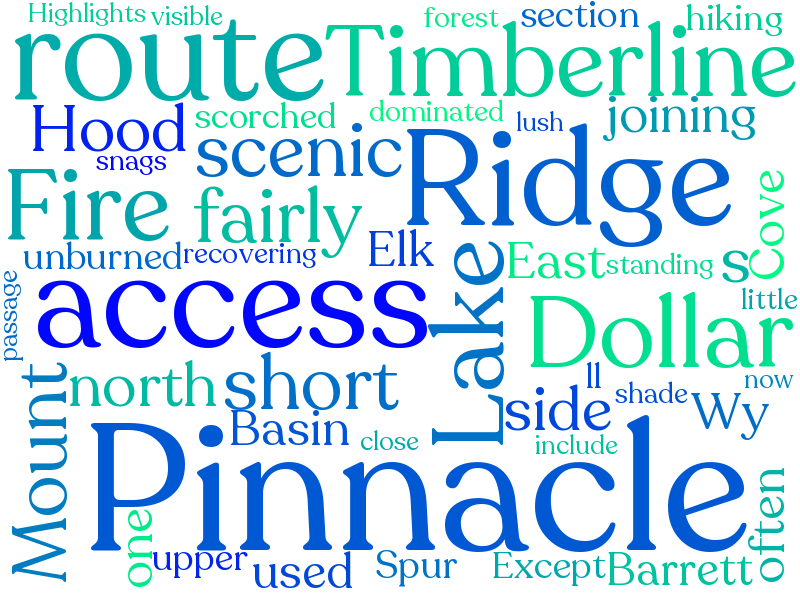 Highlights visible forest section hiking
route Timberline
Hood scorched dominated lush joining
snags scenic Ridge
Fire fairly Cove
unburned recovering Elk East standing s
passage access Lake Dollar little
Mount north short ll shade now
Basin close side Wy
Pinnacle include
one often
upper used Spur Except Barrett